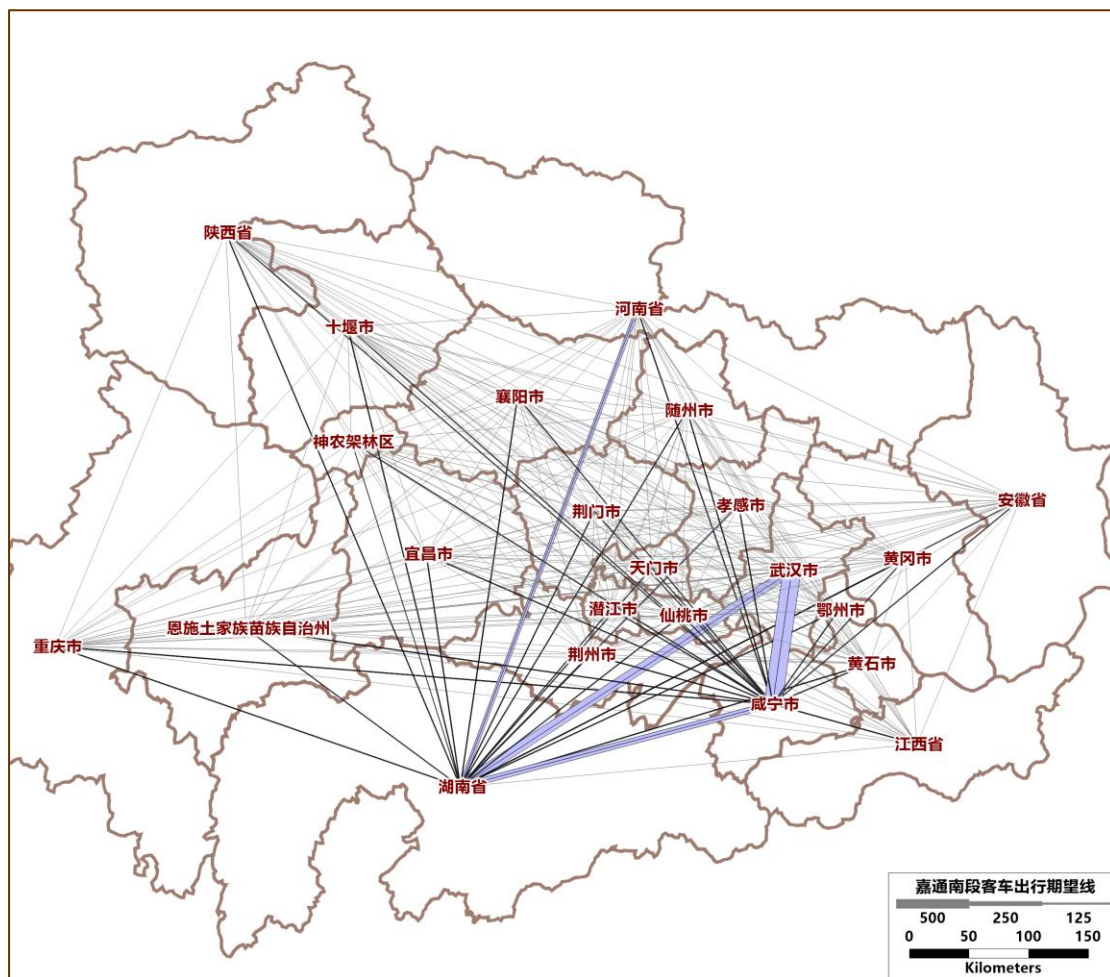 陕西省
河南省
十堰市
襄阳市
随州市
神农架林区
安徽省
孝感市
荆门市
宜昌市
黄冈市
天门市
武汉市
潜江市
仙桃市
鄂州市
恩施土家族苗族自治州
重庆市
荆州市
黄石市
咸宁市
江西省
湖南省
嘉通南段客车出行期望线
500 250 125
0 50 100 150
Kilometers